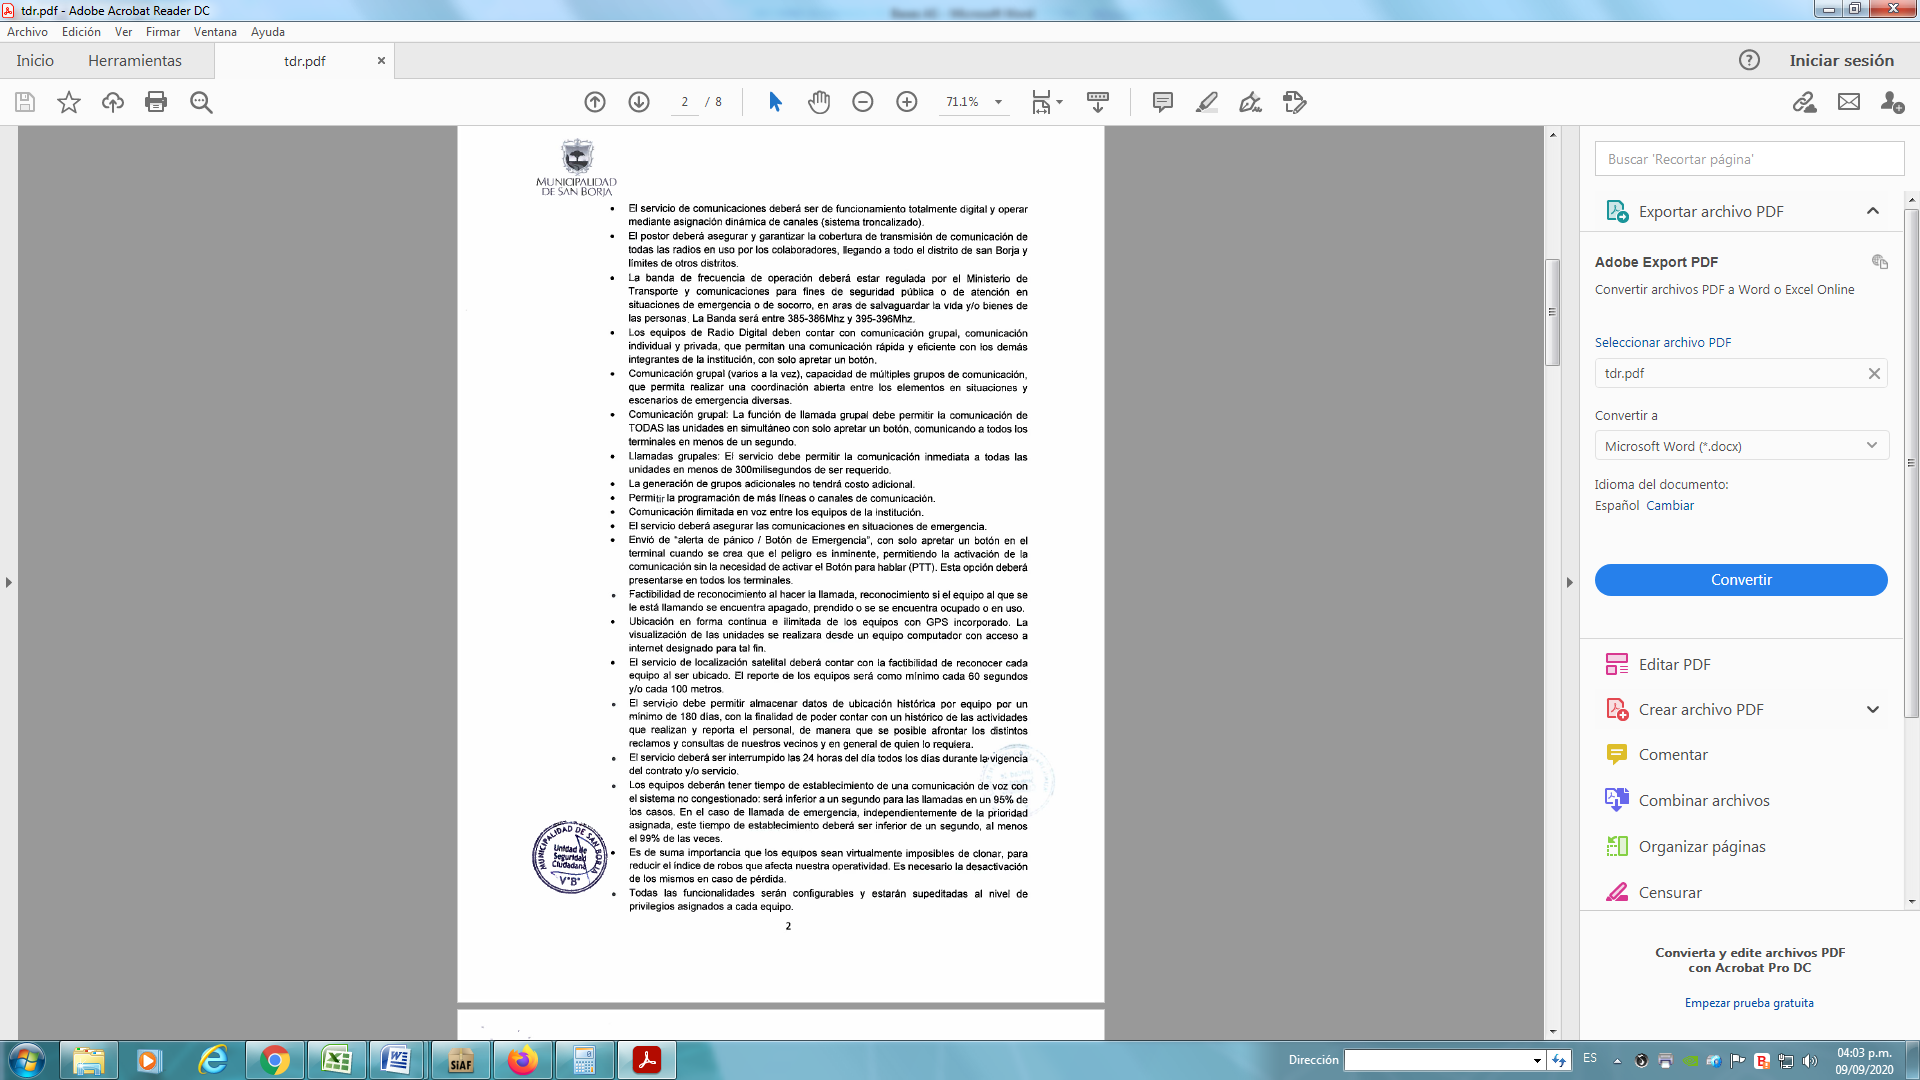 tdr.pdf - Adobe Acrobat Reader DC
Archivo Edición Ver Firmar Ventana Ayuda
Inicio Herramientas tdr.pdf Iniciar sesión
2 / 8 71.1%
MUNICIPALIDAD
DE SAN BORJA
• El servicio de comunicaciones deberá ser de funcionamiento totalmente digital y operar
mediante asignación dinámica de canales (sistema troncalizado).
• El postor deberá asegurar y garantizar la cobertura de transmisión de comunicación de
todas las radios en uso por los colaboradores, llegando a todo el distrito de san Borja y
límites de otros distritos.
• La banda de frecuencia de operación deberá estar regulada por el Ministerio de
Transporte y comunicaciones para fines de seguridad pública o de atención en
situaciones de emergencia o de socorro, en aras de salvaguardar la vida y/o bienes de
las personas. La Banda será entre 385-386Mhz y 395-396Mhz.
• Los equipos de Radio Digital deben contar con comunicación grupal, comunicación
individual y privada, que permitan una comunicación rápida y eficiente con los demás
integrantes de la institución, con solo apretar un botón.
• Comunicación grupal (varios a la vez), capacidad de múltiples grupos de comunicación,
que permita realizar una coordinación abierta entre los elementos en situaciones y
escenarios de emergencia diversas.
• Comunicación grupal: La función de llamada grupal debe permitir la comunicación de
TODAS las unidades en simultáneo con solo apretar un botón, comunicando a todos los
terminales en menos de un segundo.
• Llamadas grupales: El servicio debe permitir la comunicación inmediata a todas las
unidades en menos de 300milisegundos de ser requerido.
• La generación de grupos adicionales no tendrá costo adicional.
• Permitir la programación de más líneas o canales de comunicación.
• Comunicación ilimitada en voz entre los equipos de la institución.
• El servicio deberá asegurar las comunicaciones en situaciones de emergencia.
• Envió de "alerta de pánico / Botón de Emergencia", con solo apretar un botón en el
terminal cuando se crea que el peligro es inminente, permitiendo la activación de la
comunicación sin la necesidad de activar el Botón para hablar (PTT). Esta opción deberá
presentarse en todos los terminales.
• Factibilidad de reconocimiento al hacer la llamada, reconocimiento si el equipo al que se
le está llamando se encuentra apagado, prendido o se se encuentra ocupado o en uso.
• Ubicación en forma continua e ilimitada de los equipos con GPS incorporado. La
visualización de las unidades se realizara desde un equipo computador con acceso a
internet designado para tal fin.
• El servicio de localización satelital deberá contar con la factibilidad de reconocer cada
equipo al ser ubicado. El reporte de los equipos será como mínimo cada 60 segundos
y/o cada 100 metros.
• El servicio debe permitir almacenar datos de ubicación histórica por equipo por un
mínimo de 180 días, con la finalidad de poder contar con un histórico de las actividades
que realizan y reporta el personal, de manera que se posible afrontar los distintos
reclamos y consultas de nuestros vecinos y en general de quien lo requiera.
• El servicio deberá ser interrumpido las 24 horas del día todos los días durante la vigencia
del contrato y/o servicio.
• Los equipos deberán tener tiempo de establecimiento de una comunicación de voz con
el sistema no congestionado: será inferior a un segundo para las llamadas en un 95% de
los casos. En el caso de llamada de emergencia, independientemente de la prioridad
asignada, este tiempo de establecimiento deberá ser inferior de un segundo, al menos
el 99% de las veces.
• Es de suma importancia que los equipos sean virtualmente imposibles de clonar, para
reducir el índice de robos que afecta nuestra operatividad. Es necesario la desactivación
de los mismos en caso de pérdida.
• Todas las funcionalidades serán configurables y estarán supeditadas al nivel de
privilegios asignados a cada equipo.
2
MUNICIPALIDAD DE SAN BORJA
Unidad de
Seguridad
Ciudadana
V°B°
Buscar 'Recortar página'
Exportar archivo PDF
Adobe Export PDF
Convertir archivos PDF a Word o Excel Online
Seleccionar archivo PDF
tdr.pdf
Convertir a
Microsoft Word (*.docx)
Idioma del documento:
Español Cambiar
Convertir
Editar PDF
Crear archivo PDF
Comentar
Combinar archivos
Organizar páginas
Censurar
Convierta y edite archivos PDF
con Acrobat Pro DC
Empezar prueba gratuita
SIAF
Dirección
ES
04:03 p.m.
09/09/2020